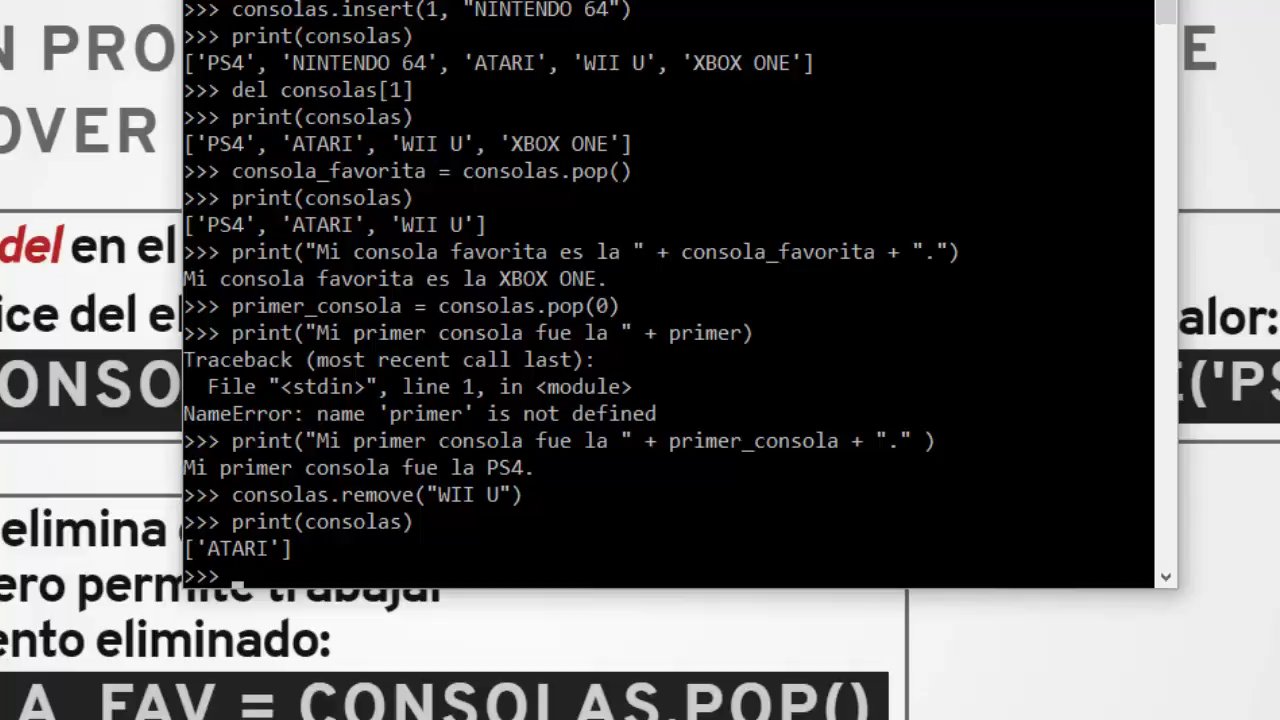 >>> consolas.insert(1, "NINTENDO 64")
>>> print(consolas)
['PS4', 'NINTENDO 64', 'ATARI', 'WII U', 'XBOX ONE']
>>> del consolas[1]
>>> print(consolas)
['PS4', 'ATARI', 'WII U', 'XBOX ONE']
>>> consola_favorita = consolas.pop()
>>> print(consolas)
['PS4', 'ATARI', 'WII U']
>>> print("Mi consola favorita es la " + consola_favorita + ".")
Mi consola favorita es la XBOX ONE.
>>> primer_consola = consolas.pop(0)
>>> print("Mi primer consola fue la " + primer)
Traceback (most recent call last):
  File "<stdin>", line 1, in <module>
NameError: name 'primer' is not defined
>>> print("Mi primer consola fue la " + primer_consola + "." )
Mi primer consola fue la PS4.
>>> consolas.remove("WII U")
>>> print(consolas)
['ATARI']
>>>
N PRO
E
OVER
del en el
ice del el
alor:
ONSO
E('PS
elimina
ero permite trabajar
ento eliminado:
A_FAV = CONSOLAS.POP()